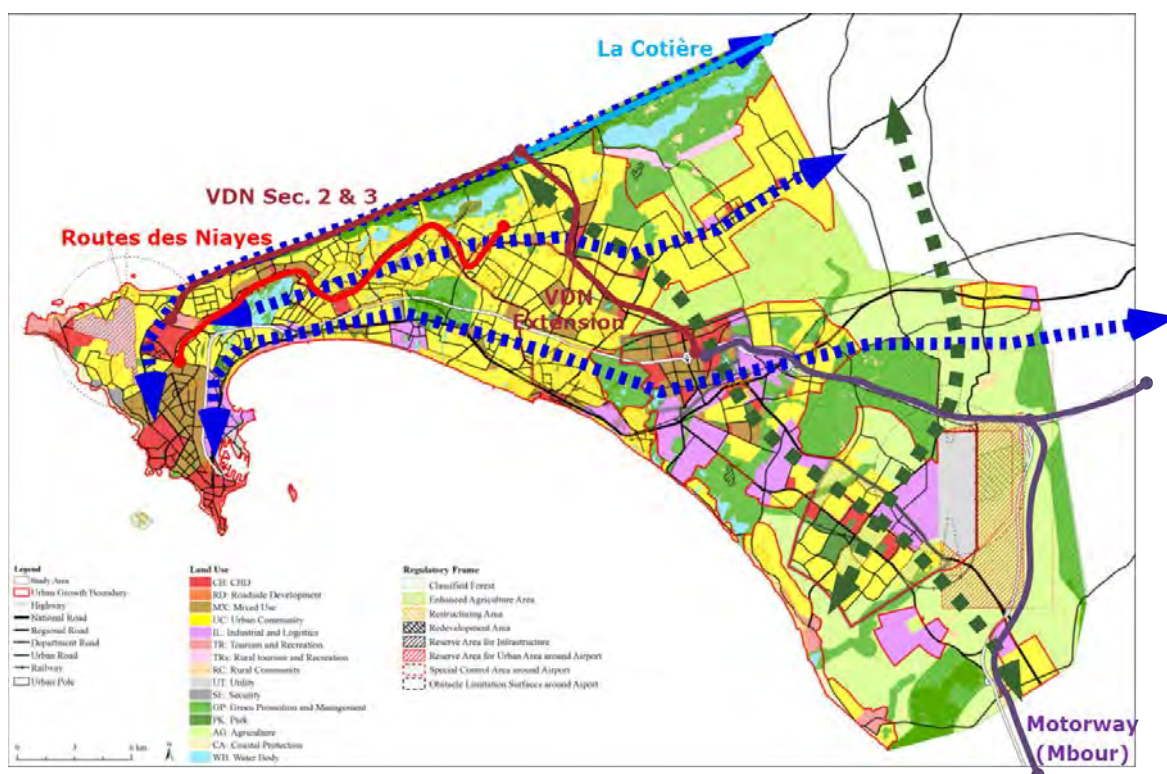 La Cotière
VDN Sec. 2 & 3
Routes des Niayes
VDN
Extension
Motorway
(Mbour)
Legend
Study Area
Urban Growth Boundary
Highway
National Road
Regional Road
Department Road
Urban Road
Railway
Urban Pole
0 3 6 km
N
Land Use
CB: CBD
RD: Roadside Development
MX: Mixed Use
UC: Urban Community
IL: Industrial and Logistics
TR: Tourism and Recreation
TRs: Rural tourism and Recreation
RC: Rural Community
UT: Utility
SE: Security
GP: Green Promotion and Management
PK: Park
AG: Agriculture
CA: Coastal Protection
WB: Water Body
Regulatory Frame
Classified Forest
Enhanced Agriculture Area
Restructuring Area
Redevelopment Area
Reserve Area for Infrastructure
Reserve Area for Urban Area around Airport
Special Control Area around Airport
Obstacle Limitation Surfaces around Aiport